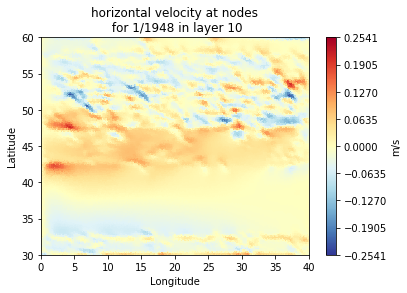 horizontal velocity at nodes
for 1/1948 in layer 10
60
55
50
45
40
35
30
Latitude
0 5 10 15 20 25 30 35 40
Longitude
0.2541
0.1905
0.1270
0.0635
0.0000
−0.0635
−0.1270
−0.1905
−0.2541
m/s